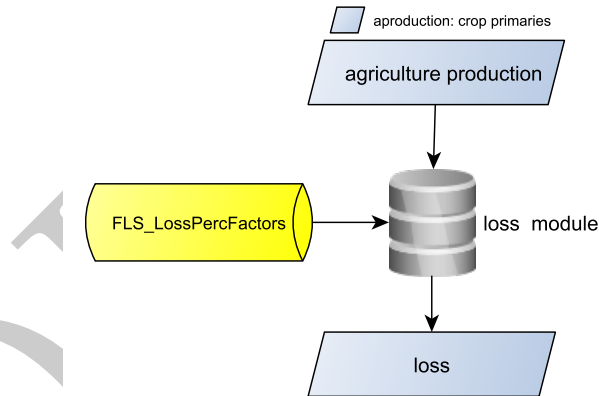 aproduction: crop primaries
agriculture production
FLS_LossPercFactors
loss module
loss